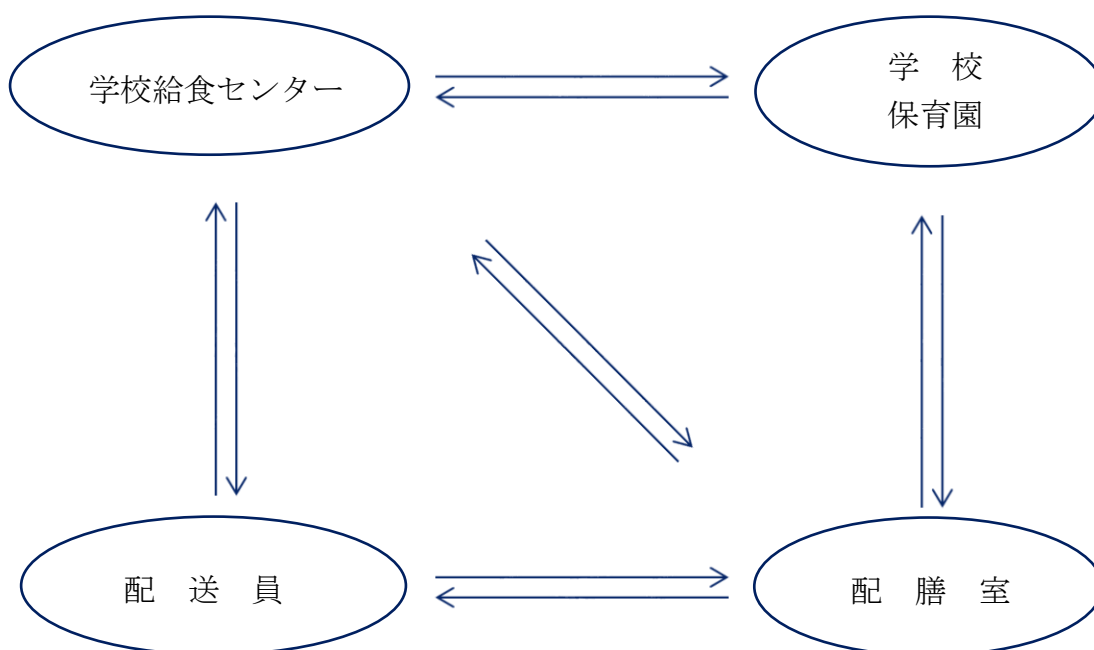 学校給食センター
学　校
保育園
配　送　員
配　膳　室